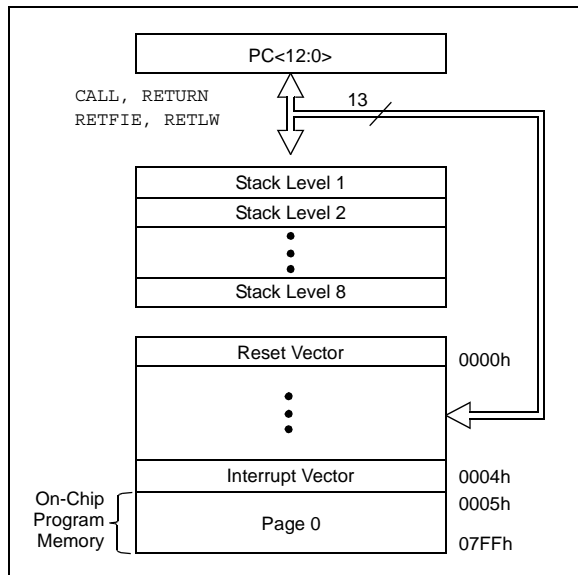 PC<12:0>
CALL, RETURN
RETFIE, RETLW
13
Stack Level 1
Stack Level 2
Stack Level 8
Reset Vector
0000h
Interrupt Vector
0004h
On-Chip
Program
Memory
0005h
Page 0
07FFh